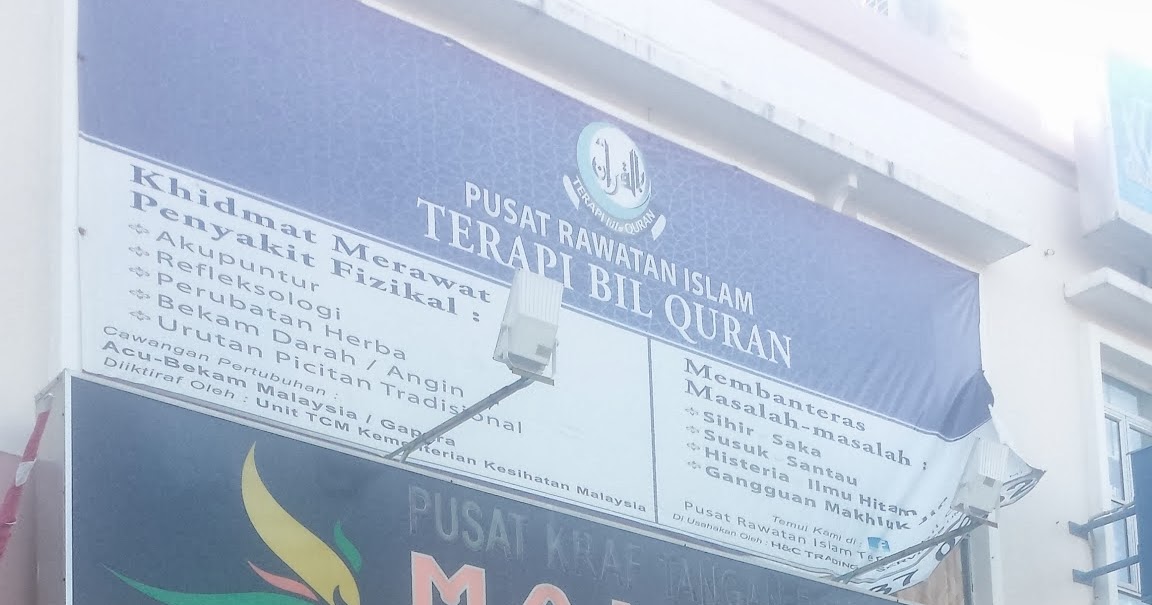 بالقرآن
TERAPI BIL QURAN
PUSAT RAWATAN ISLAM
TERAPI BIL QURAN
Khidmat Merawat
Penyakit Fizikal :
Akupuntur
Refleksologi
Perubatan Herba
Bekam Darah / Angin
Urutan Picitan Tradisional
Cawangan Pertubuhan :
Acu-Bekam Malaysia / Gapera
Diiktiraf Oleh : Unit TCM Kementerian Kesihatan Malaysia
Membanteras
Masalah-masalah :
Sihir Saka
Susuk Santau
Histeria Ilmu Hitam
Gangguan Makhluk
Temui Kami di :
Pusat Rawatan Islam
Di Usahakan Oleh : H&C TRADING
PUSAT KRAF TANGAN